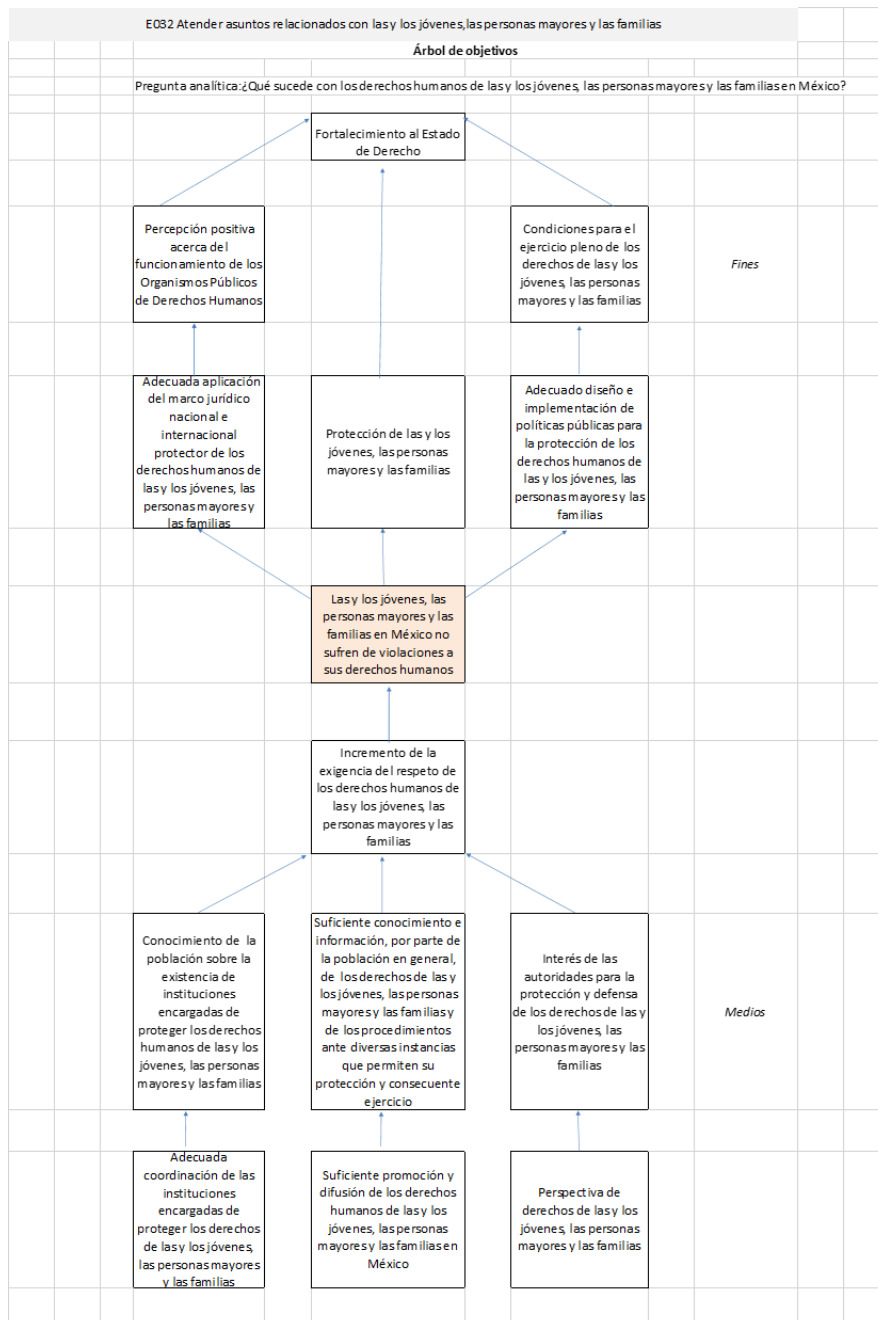 E032 Atender asuntos relacionados con las y los jóvenes, las personas mayores y las familias
Árbol de objetivos
Pregunta analítica:¿Qué sucede con los derechos humanos de las y los jóvenes, las personas mayores y las familias en México?
Fortalecimiento al Estado
de Derecho
Percepción positiva
acerca del
funcionamiento de los
Organismos Públicos
de Derechos Humanos
Condiciones para el
ejercicio pleno de los
derechos de las y los
jóvenes, las personas
mayores y las familias
Fines
Adecuada aplicación
del marco jurídico
nacional e
internacional
protector de los
derechos humanos de
las y los jóvenes, las
personas mayores y
las familias
Protección de las y los
jóvenes, las personas
mayores y las familias
Adecuado diseño e
implementación de
políticas públicas para
la protección de los
derechos humanos de
las y los jóvenes, las
personas mayores y las
familias
Las y los jóvenes, las
personas mayores y las
familias en México no
sufren de violaciones a
sus derechos humanos
Incremento de la
exigencia del respeto de
los derechos humanos de
las y los jóvenes, las
personas mayores y las
familias
Conocimiento de la
población sobre la
existencia de
instituciones
encargadas de
proteger los derechos
humanos de las y los
jóvenes, las personas
mayores y las familias
Suficiente conocimiento e
información, por parte de
la población en general,
de los derechos de las y
los jóvenes, las personas
mayores y las familias y
de los procedimientos
ante diversas instancias
que permiten su
protección y consecuente
ejercicio
Interés de las
autoridades para la
protección y defensa
de los derechos de las y
los jóvenes, las
personas mayores y las
familias
Medios
Adecuada
coordinación de las
instituciones
encargadas de
proteger los derechos
de las y los jóvenes,
las personas mayores
y las familias
Suficiente promoción y
difusión de los derechos
humanos de las y los
jóvenes, las personas
mayores y las familias en
México
Perspectiva de
derechos de las y los
jóvenes, las personas
mayores y las familias